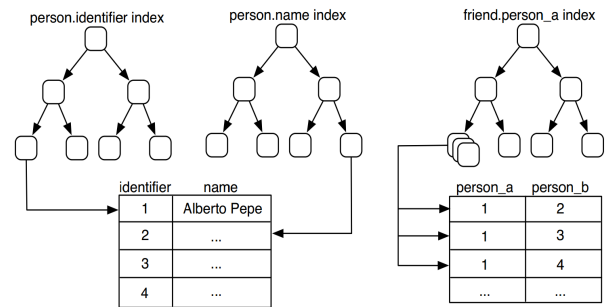 person.identifier index
person.name index
friend.person_a index
identifier name
1 Alberto Pepe
2 ...
3 ...
4 ...
person_a person_b
1 2
1 3
1 4
... ...